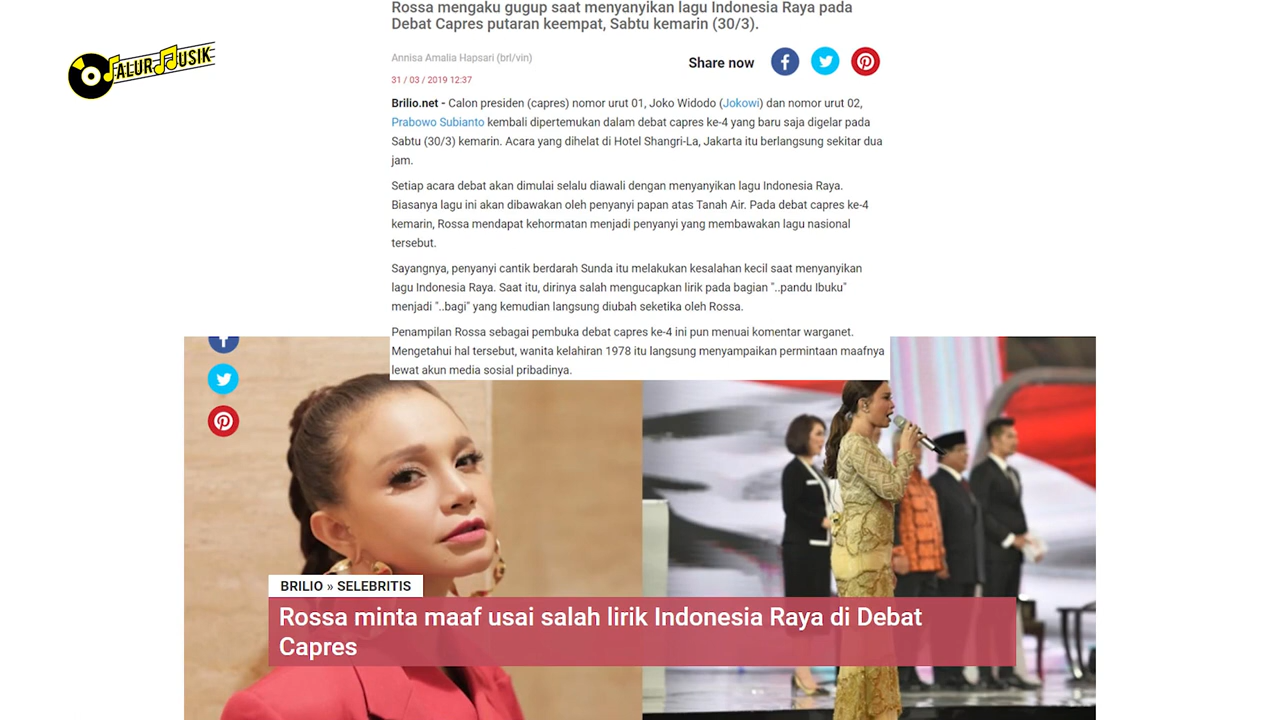 Rossa mengaku gugup saat menyanyikan lagu Indonesia Raya pada
Debat Capres putaran keempat, Sabtu kemarin (30/3).
ALUR MUSIK
Annisa Amalia Hapsari (brl/vin)
31 / 03 / 2019 12:37
Share now
Brilio.net - Calon presiden (capres) nomor urut 01, Joko Widodo (Jokowi) dan nomor urut 02,
Prabowo Subianto kembali dipertemukan dalam debat capres ke-4 yang baru saja digelar pada
Sabtu (30/3) kemarin. Acara yang dihelat di Hotel Shangri-La, Jakarta itu berlangsung sekitar dua
jam.
Setiap acara debat akan dimulai selalu diawali dengan menyanyikan lagu Indonesia Raya.
Biasanya lagu ini akan dibawakan oleh penyanyi papan atas Tanah Air. Pada debat capres ke-4
kemarin, Rossa mendapat kehormatan menjadi penyanyi yang membawakan lagu nasional
tersebut.
Sayangnya, penyanyi cantik berdarah Sunda itu melakukan kesalahan kecil saat menyanyikan
lagu Indonesia Raya. Saat itu, dirinya salah mengucapkan lirik pada bagian "..pandu Ibuku"
menjadi "..bagi" yang kemudian langsung diubah seketika oleh Rossa.
Penampilan Rossa sebagai pembuka debat capres ke-4 ini pun menuai komentar warganet.
Mengetahui hal tersebut, wanita kelahiran 1978 itu langsung menyampaikan permintaan maafnya
lewat akun media sosial pribadinya.
BRILIO » SELEBRITIS
Rossa minta maaf usai salah lirik Indonesia Raya di Debat
Capres